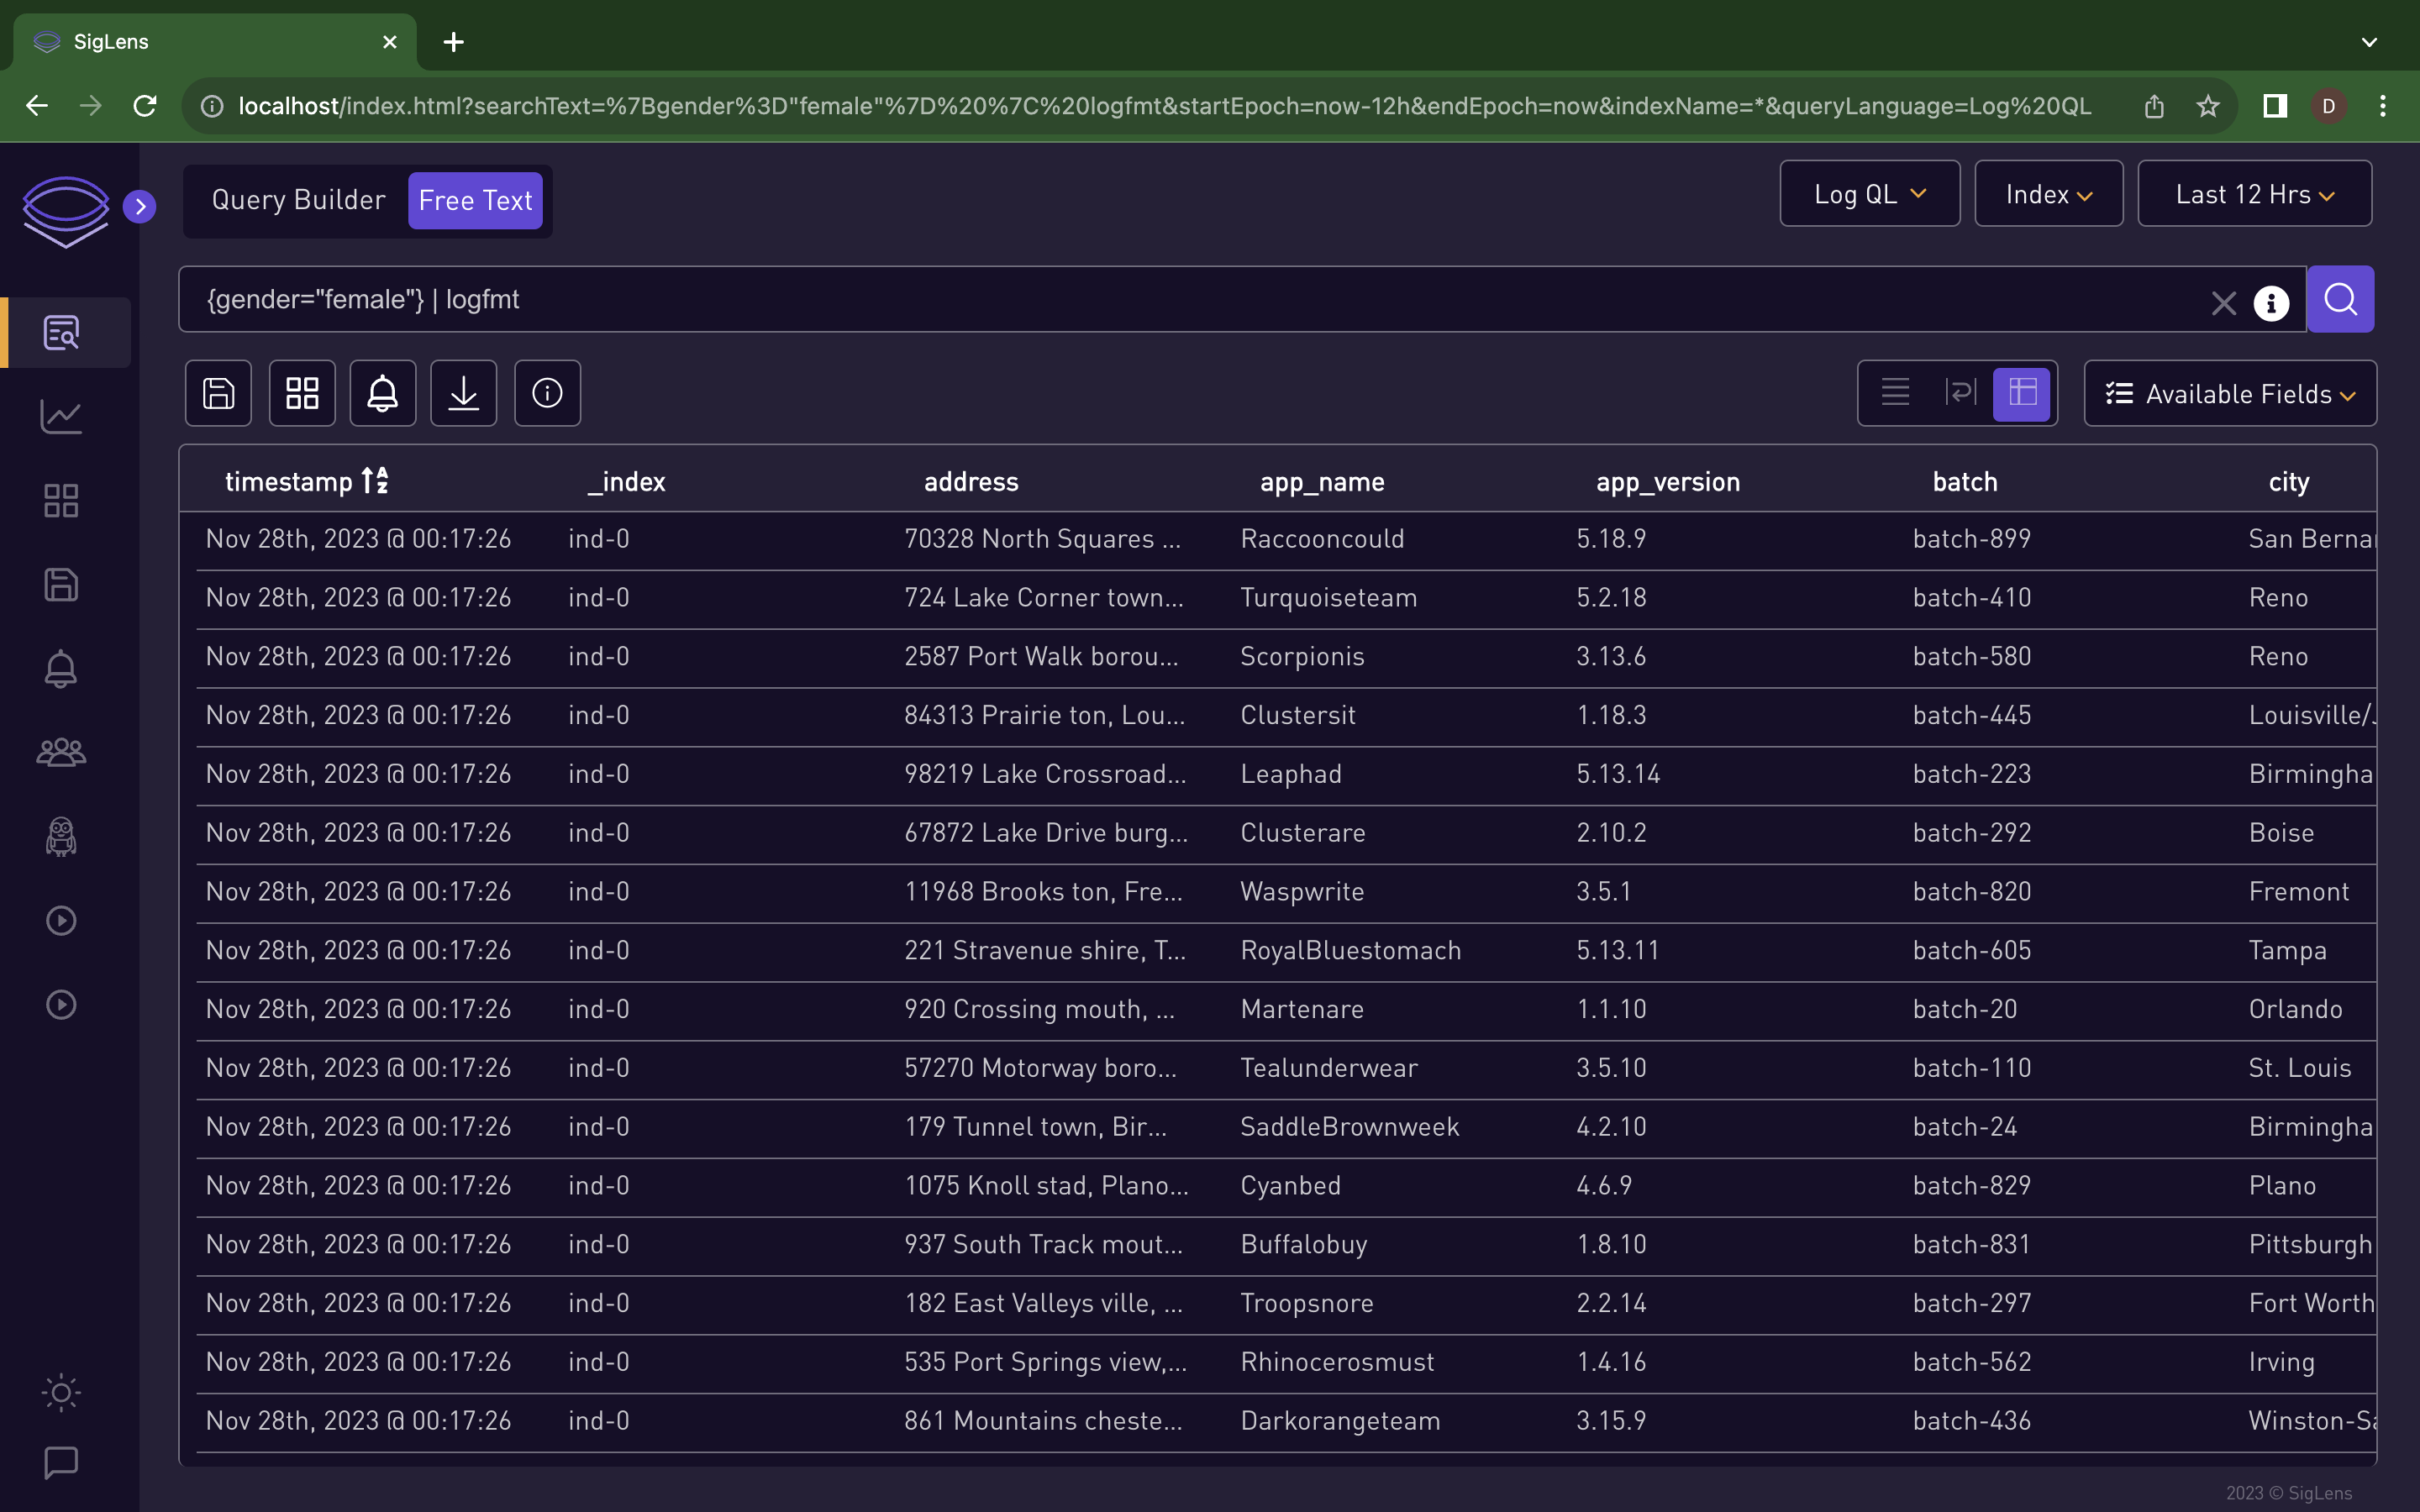 SigLens
localhost/index.html?searchText=%7Bgender%3D"female"%7D%20%7C%20logfmt&startEpoch=now-12h&endEpoch=now&indexName=*&queryLanguage=Log%20QL
D
Query Builder Free Text Log QL Index Last 12 Hrs
{gender="female"} | logfmt
Available Fields
timestamp _index address app_name app_version batch city
Nov 28th, 2023 @ 00:17:26 ind-0 70328 North Squares ... Raccooncould 5.18.9 batch-899 San Berna
Nov 28th, 2023 @ 00:17:26 ind-0 724 Lake Corner town... Turquoiseteam 5.2.18 batch-410 Reno
Nov 28th, 2023 @ 00:17:26 ind-0 2587 Port Walk borou... Scorpionis 3.13.6 batch-580 Reno
Nov 28th, 2023 @ 00:17:26 ind-0 84313 Prairie ton, Lou... Clustersit 1.18.3 batch-445 Louisville/J
Nov 28th, 2023 @ 00:17:26 ind-0 98219 Lake Crossroad... Leaphad 5.13.14 batch-223 Birmingha
Nov 28th, 2023 @ 00:17:26 ind-0 67872 Lake Drive burg... Clusterare 2.10.2 batch-292 Boise
Nov 28th, 2023 @ 00:17:26 ind-0 11968 Brooks ton, Fre... Waspwrite 3.5.1 batch-820 Fremont
Nov 28th, 2023 @ 00:17:26 ind-0 221 Stravenue shire, T... RoyalBluestomach 5.13.11 batch-605 Tampa
Nov 28th, 2023 @ 00:17:26 ind-0 920 Crossing mouth, ... Martenare 1.1.10 batch-20 Orlando
Nov 28th, 2023 @ 00:17:26 ind-0 57270 Motorway boro... Tealunderwear 3.5.10 batch-110 St. Louis
Nov 28th, 2023 @ 00:17:26 ind-0 179 Tunnel town, Bir... SaddleBrownweek 4.2.10 batch-24 Birmingha
Nov 28th, 2023 @ 00:17:26 ind-0 1075 Knoll stad, Plano... Cyanbed 4.6.9 batch-829 Plano
Nov 28th, 2023 @ 00:17:26 ind-0 937 South Track mout... Buffalobuy 1.8.10 batch-831 Pittsburgh
Nov 28th, 2023 @ 00:17:26 ind-0 182 East Valleys ville, ... Troopsnore 2.2.14 batch-297 Fort Worth
Nov 28th, 2023 @ 00:17:26 ind-0 535 Port Springs view,... Rhinocerosmust 1.4.16 batch-562 Irving
Nov 28th, 2023 @ 00:17:26 ind-0 861 Mountains cheste... Darkorangeteam 3.15.9 batch-436 Winston-Sa
2023 © SigLens